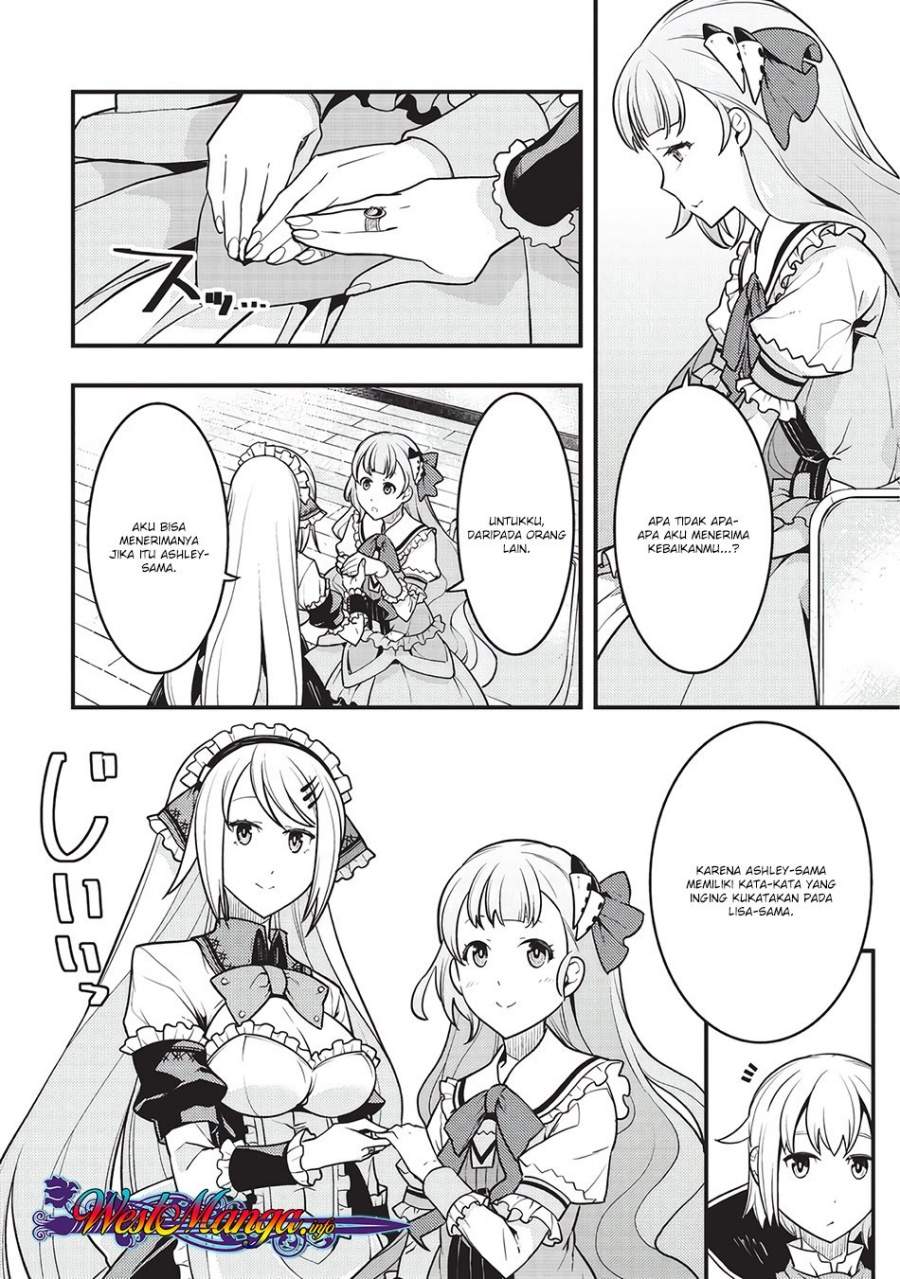 APA TIDAK APA-
APA AKU MENERIMA
KEBAIKANMU...?
スッ…
UNTUKKU,
DARIPADA ORANG
LAIN.
AKU BISA
MENERIMANYA
JIKA ITU ASHLEY-
SAMA.
KARENA ASHLEY-SAMA
MEMILIKI KATA-KATA YANG
INGING KUKATAKAN PADA
LISA-SAMA.
じいいっ
WestManga.info